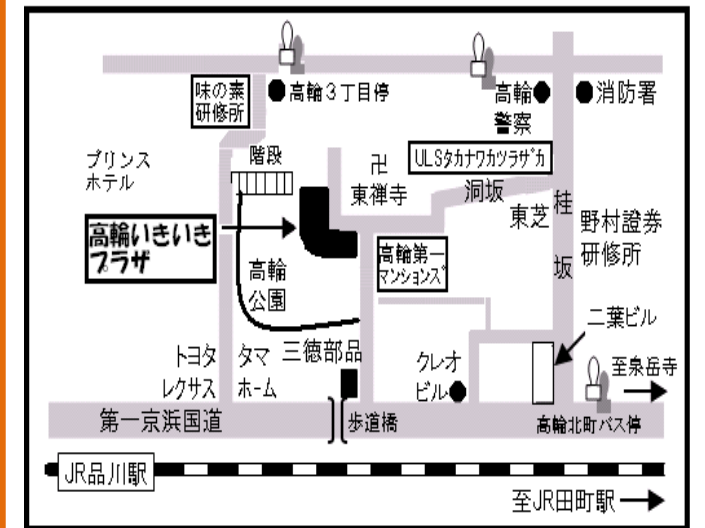 味の素
研修所
高輪3丁目停
高輪
警察
消防署
プリンス
ホテル
階段
卍
東禅寺
ULSタカナワカツラザカ
洞坂
東芝
桂
坂
野村證券
研修所
高輪いきいき
プラザ
高輪
公園
高輪第一
マンションズ
二葉ビル
トヨタ
レクサス
タマ
ホーム
三徳部品
クレオ
ビル
至泉岳寺
第一京浜国道
歩道橋
高輪北町バス停
JR品川駅
至JR田町駅